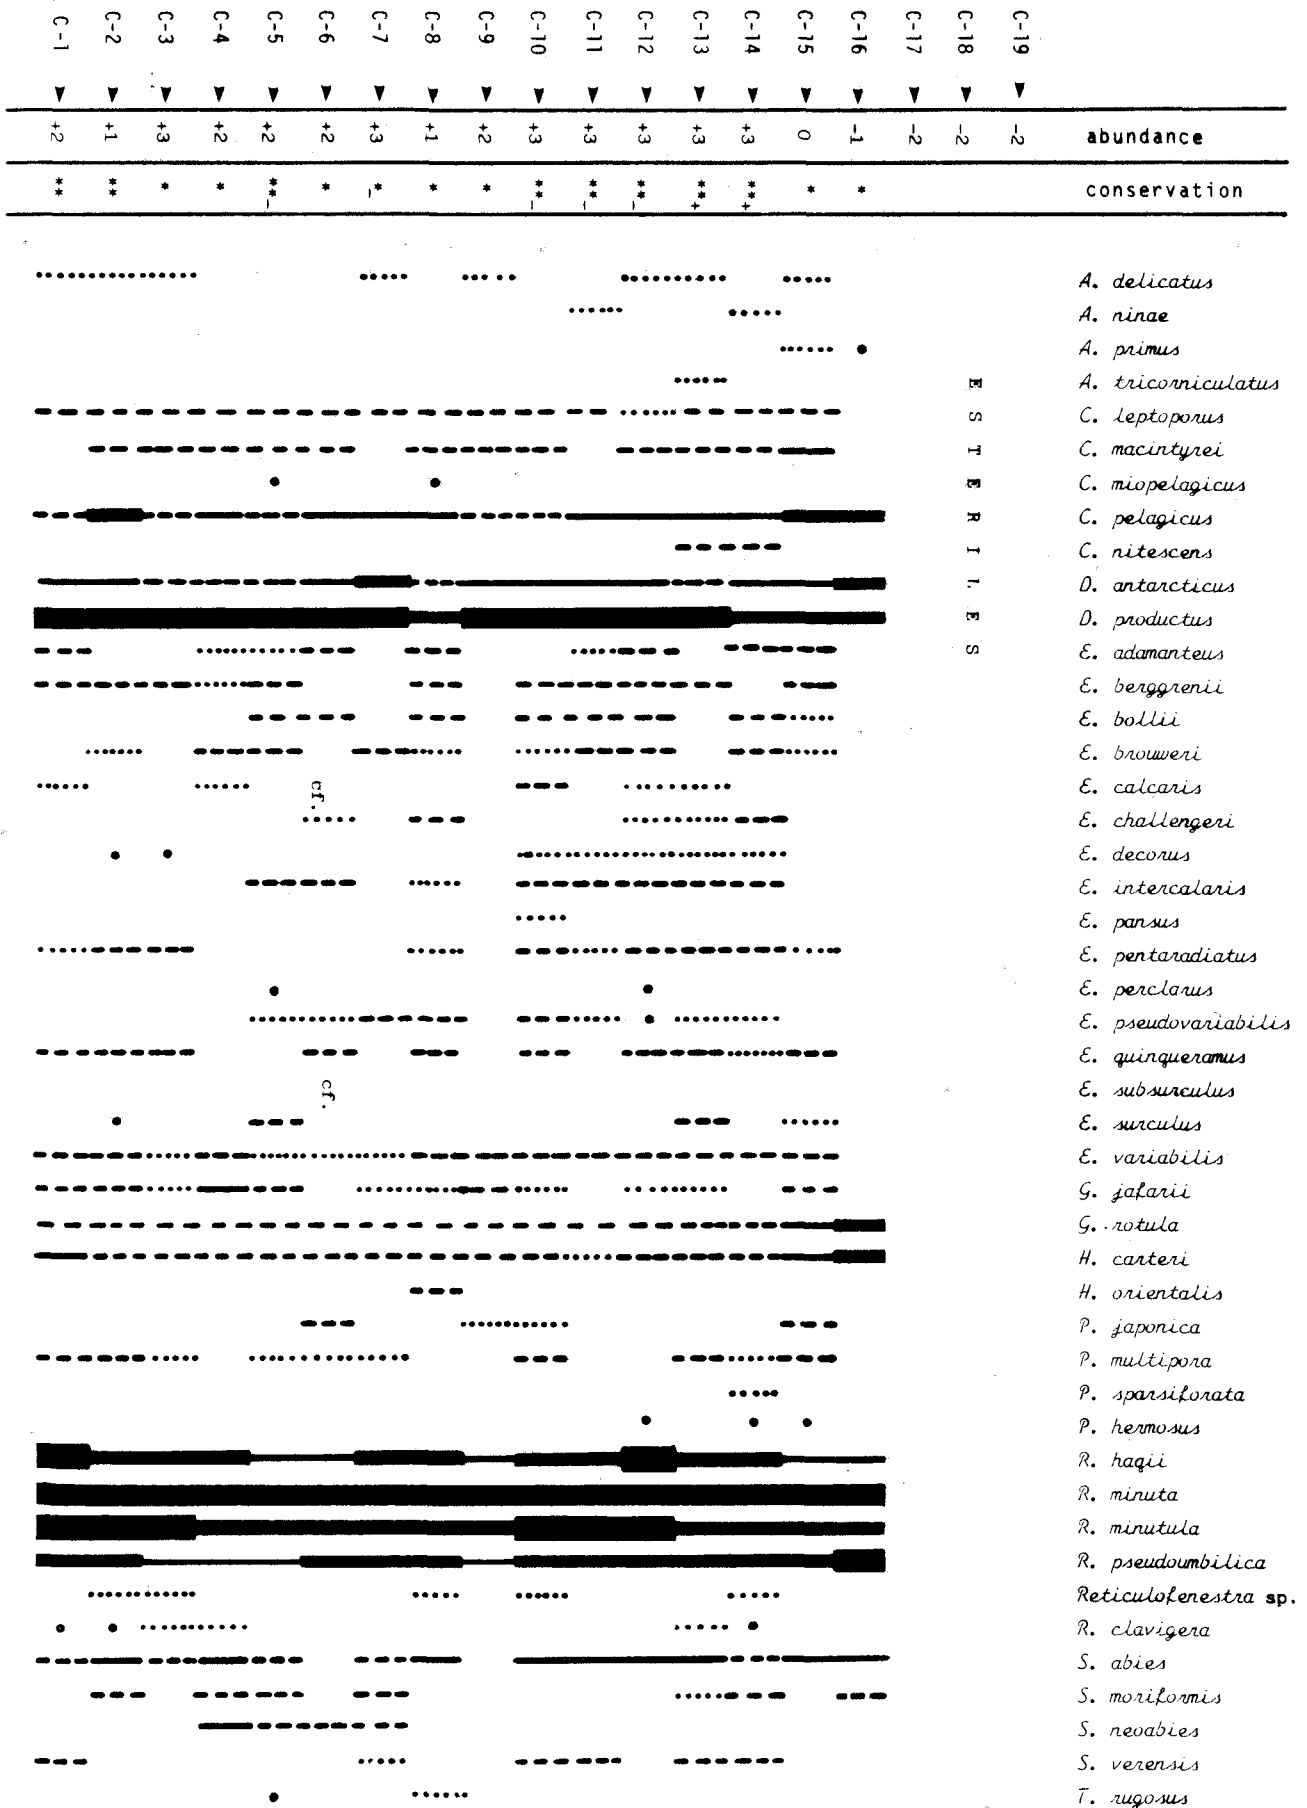 C-1 C-2 C-3 C-4 C-5 C-6 C-7 C-8 C-9 C-10 C-11 C-12 C-13 C-15 C-16 C-17 C-18 C-19
+2 +1 +3 +2 +2 +2 +3 +1 +2 +3 +3 +3 +3 +3 0 -1 -2 -2 -2 abundance
** ** * * **- * *- * * **- **- **- **+ **+ * * conservation
A. delicatus
A. ninae
A. primus
A. tricorniculatus
C. leptoporus
C. macintyrei
C. miopelagicus
C. pelagicus
C. nitescens
D. antarcticus
D. productus
E. adamanteus
E. berggrenii
E. bollii
E. brouweri
E. calcaris
cf.
E. challengeri
E. decorus
E. intercalaris
E. pansus
E. pentaradiatus
E. perclarus
E. pseudovariabilis
E. quinqueramus
cf. E. subsurculus
E. surculus
E. variabilis
G. jafarii
G. rotula
H. carteri
H. orientalis
P. japonica
P. multipora
P. sparsiforata
P. hermosus
R. haqii
R. minuta
R. minutula
R. pseudoumbilica
Reticulofenestra sp.
R. clavigera
S. abies
S. moriformis
S. neoabies
S. verensis
T. rugosus
ESTERILES